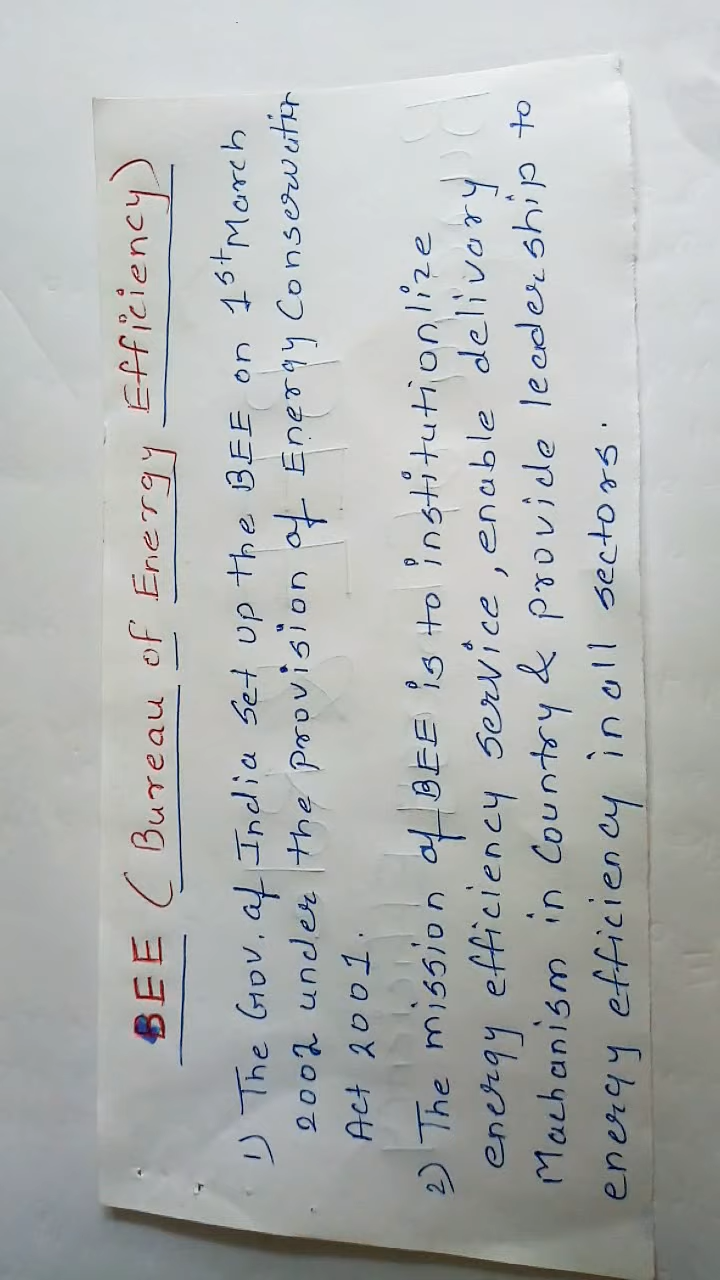 BEE (Bureau of Energy Efficiency)
1) The Gov. of India set up the BEE on 1st March
2002 under the provision of Energy Conservation
Act 2001.
2) The mission of BEE is to institutionlize
energy efficiency service, enable delivary
Machanism in country & provide leadership to
energy efficiency in all sectors.